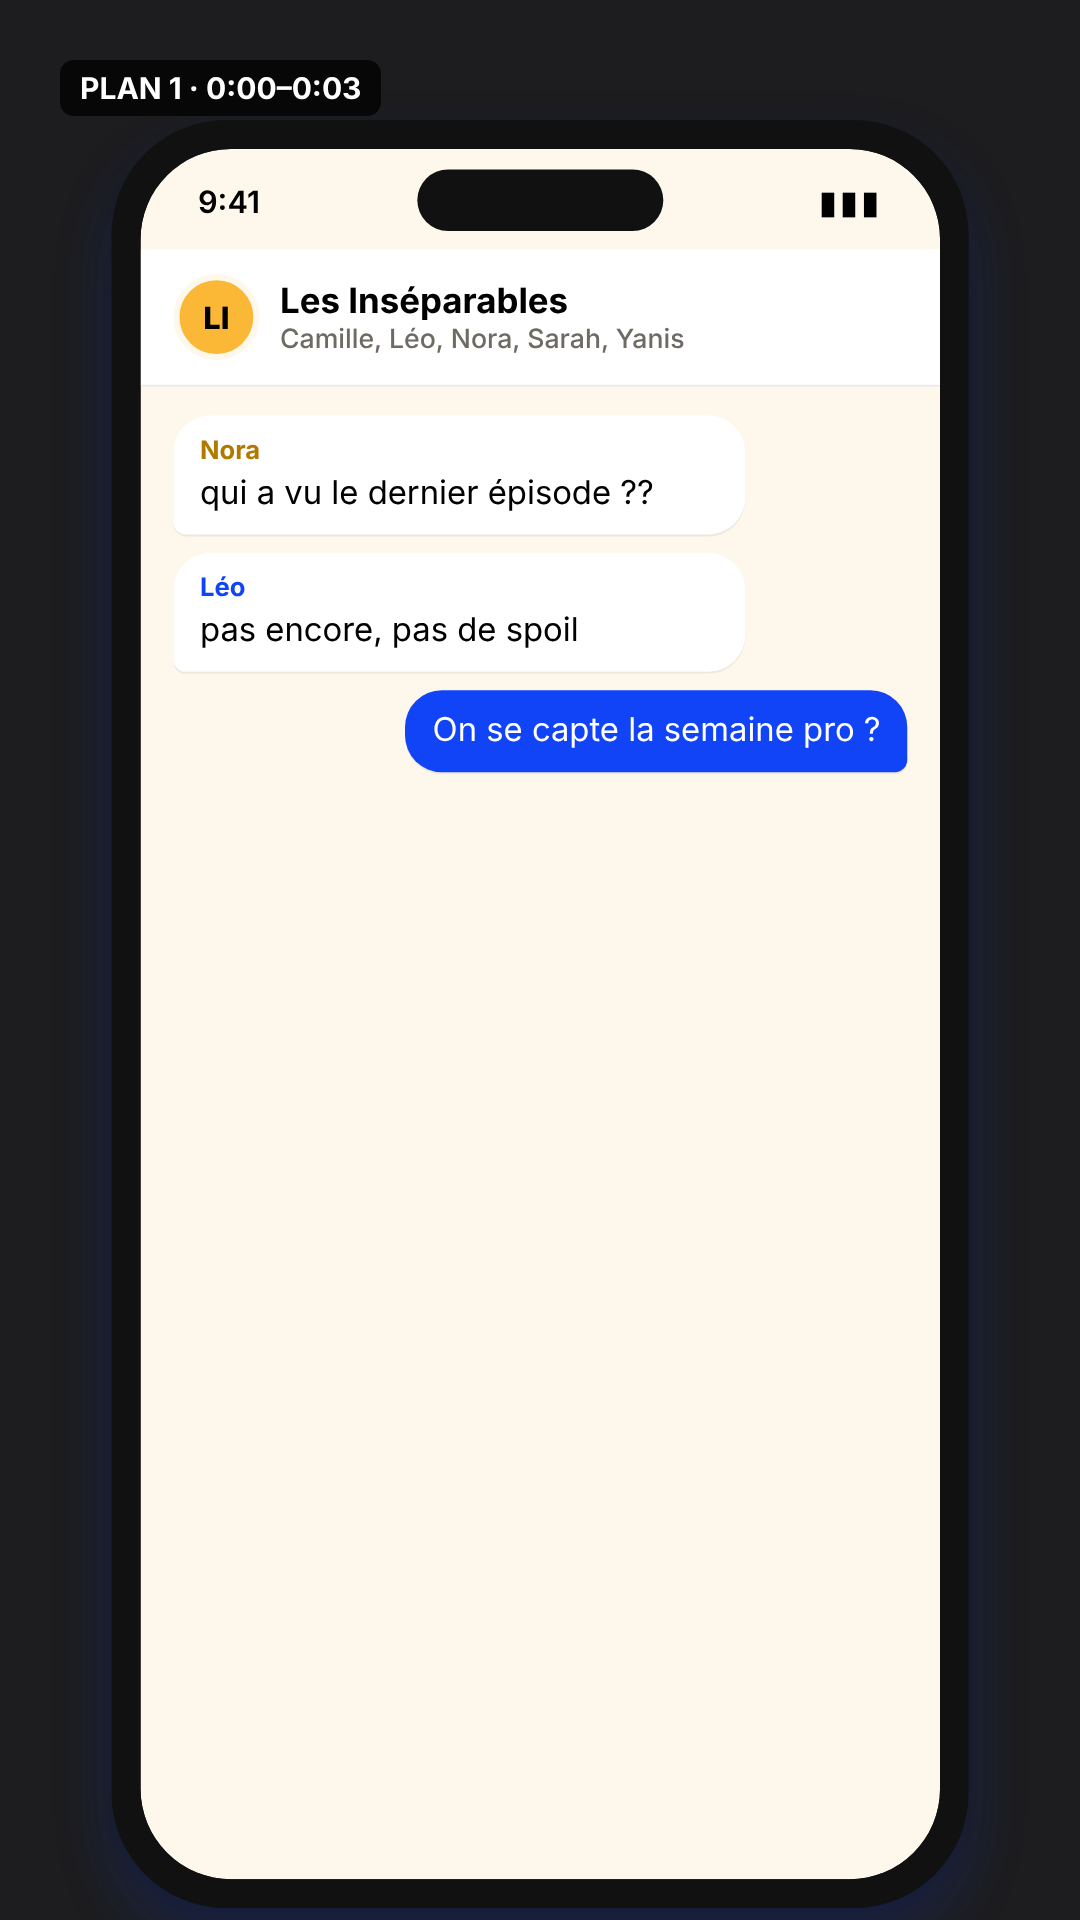 PLAN 1 · 0:00–0:03
9:41
LI
Les Inséparables
Camille, Léo, Nora, Sarah, Yanis
Nora
qui a vu le dernier épisode ??
Léo
pas encore, pas de spoil
On se capte la semaine pro ?